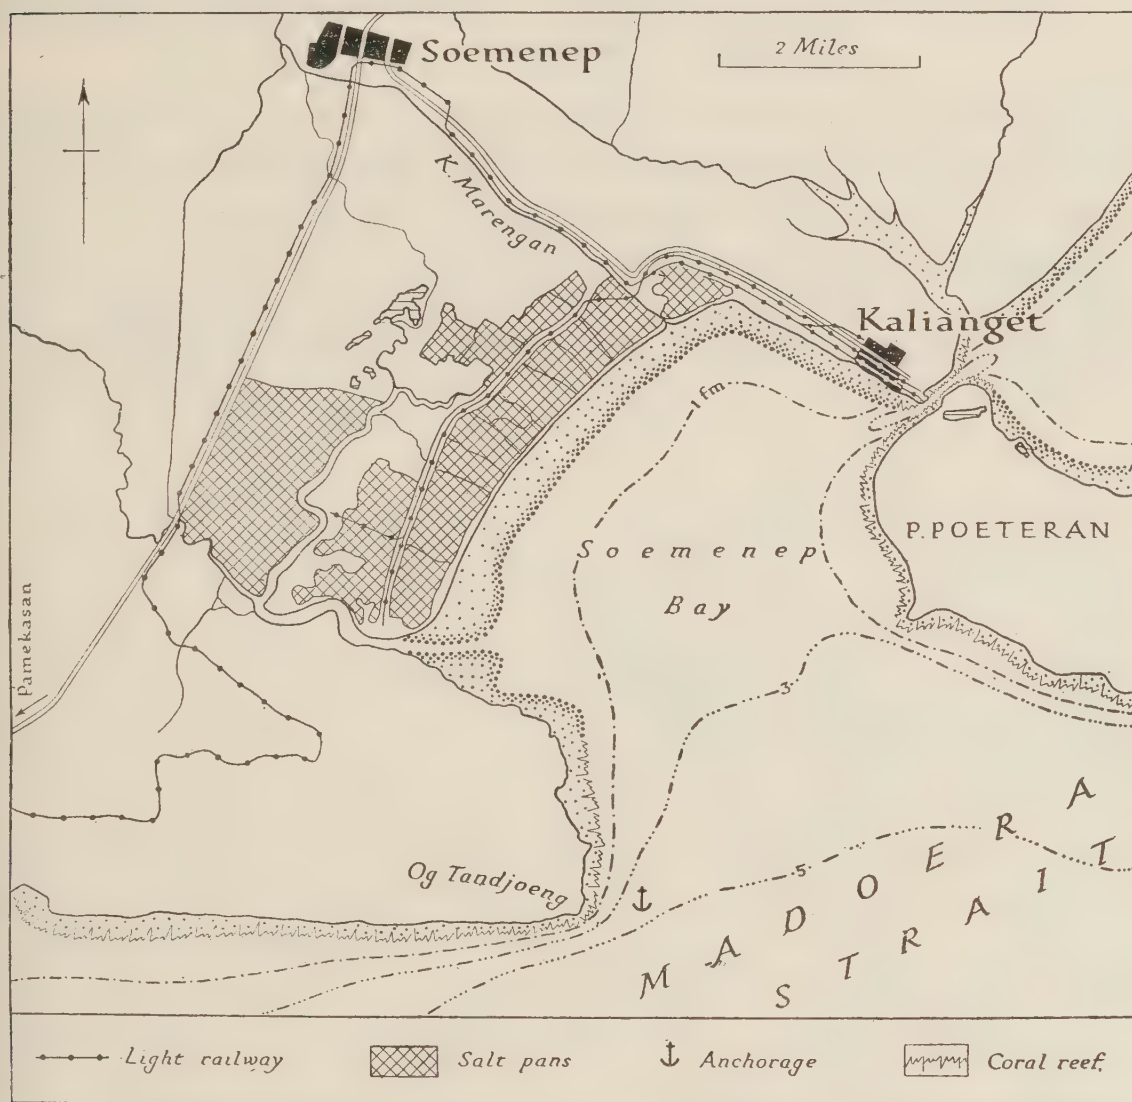 Soemenep
2 Miles
K. Marengan
Kalianget
1 fm
P. POETERAN
Soemenep
Bay
Pamekasan
3
Og Tandjoeng
5
MADOERA
STRAIT
Light railway
Salt pans
Anchorage
Coral reef.